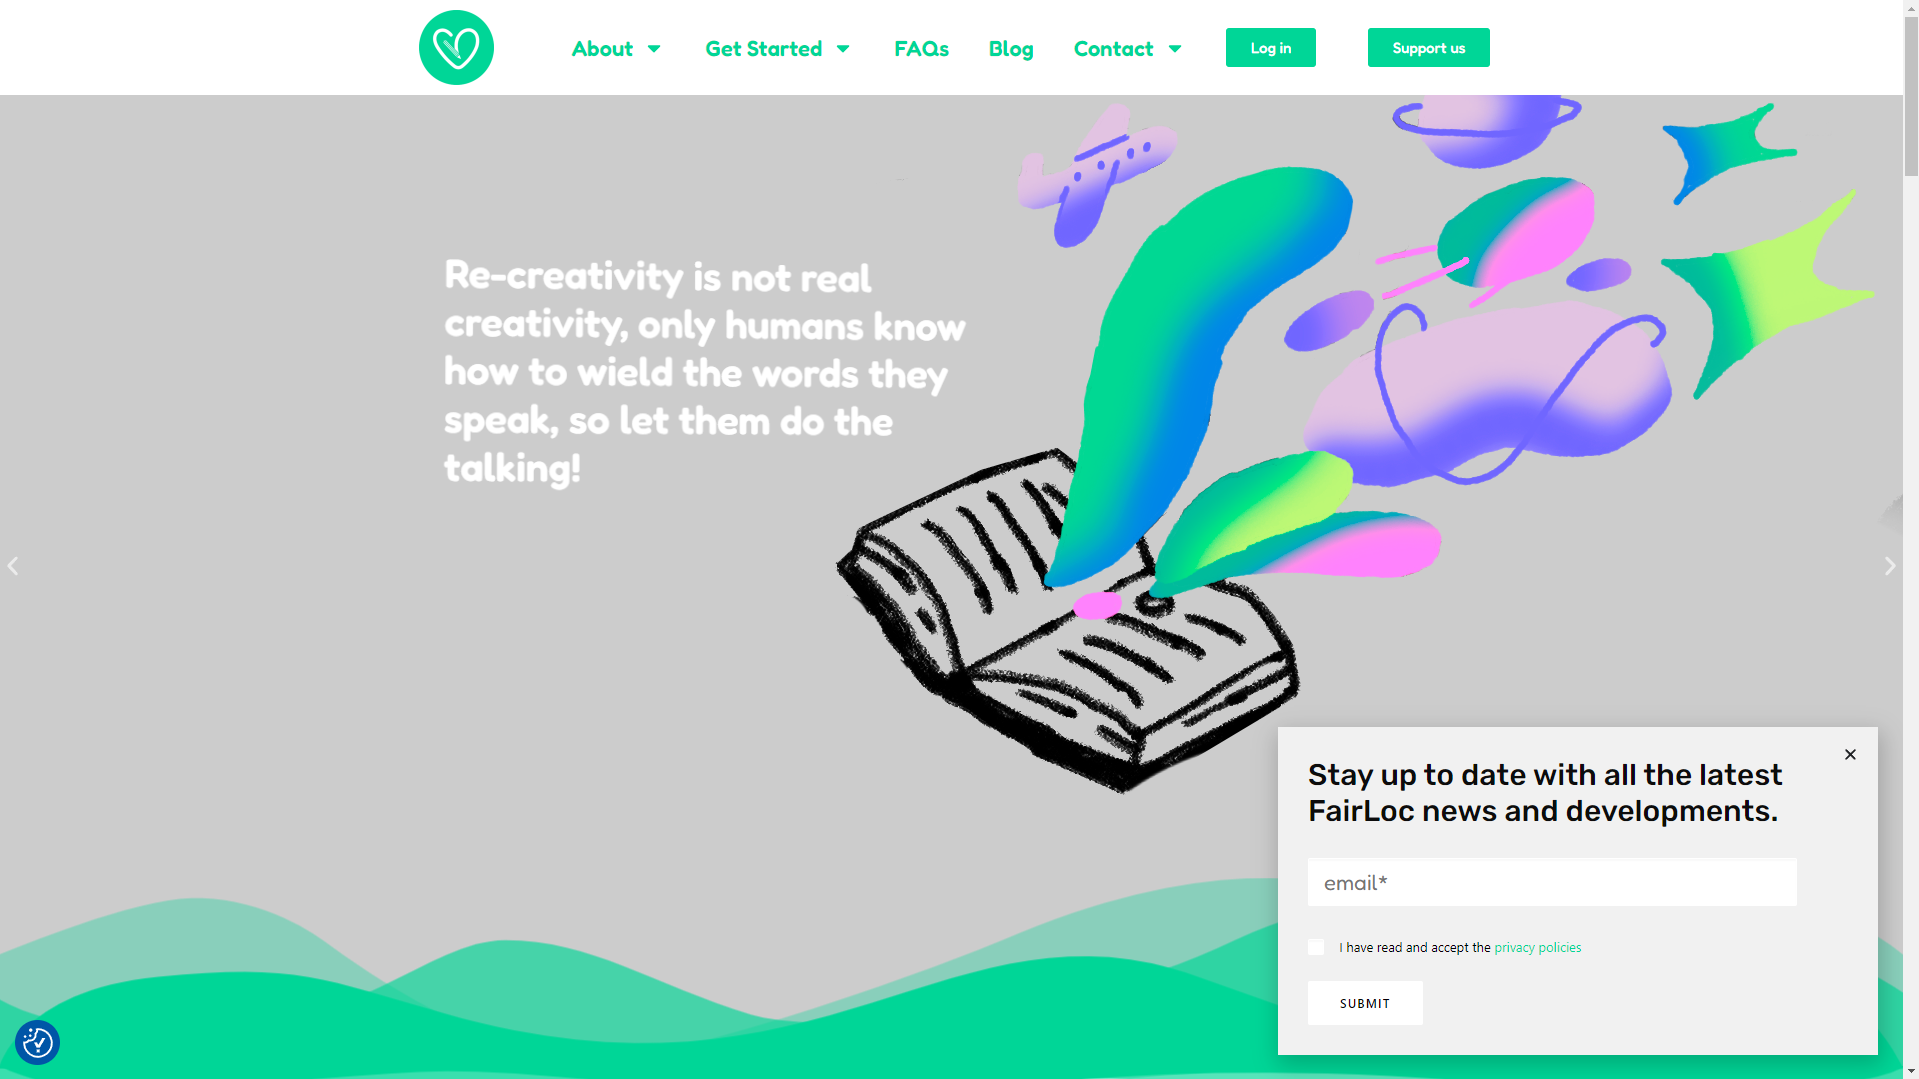 About
Get Started
FAQs
Blog
Contact
Log in
Support us
Re-creativity is not real
creativity, only humans know
how to wield the words they
speak, so let them do the
talking!
Stay up to date with all the latest
FairLoc news and developments.
email*
I have read and accept the privacy policies
SUBMIT